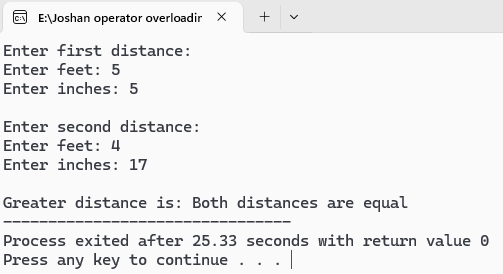 E:\Joshan operator overloadir
Enter first distance:
Enter feet: 5
Enter inches: 5
Enter second distance:
Enter feet: 4
Enter inches: 17
Greater distance is: Both distances are equal
--------------------------------
Process exited after 25.33 seconds with return value 0
Press any key to continue . . .